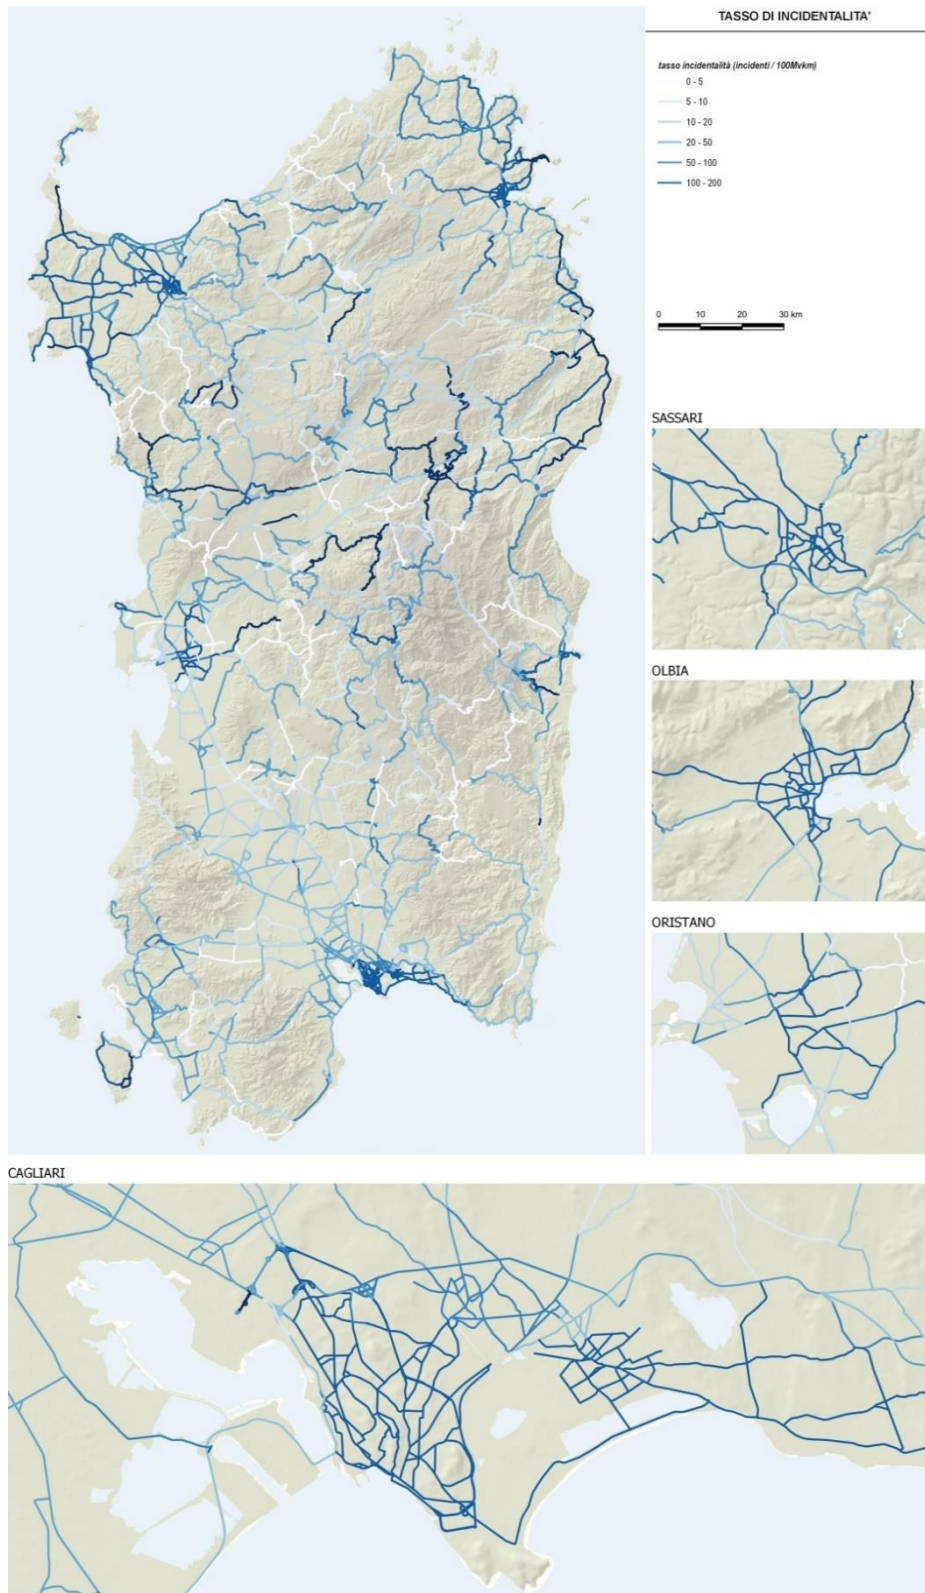 TASSO DI INCIDENTALITA'
tasso incidentalità (incidenti / 100Mvkm)
0 - 5
5 - 10
10 - 20
20 - 50
50 - 100
100 - 200
0 10 20 30 km
SASSARI
OLBIA
ORISTANO
CAGLIARI